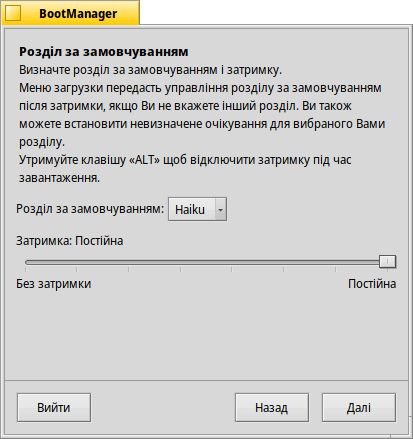 BootManager
Розділ за замовчуванням
Визначте розділ за замовчуванням і затримку.
Меню загрузки передасть управління розділу за замовчуванням
після затримки, якщо Ви не вкажете інший розділ. Ви також
можете встановити невизначене очікування для вибраного Вами
розділу.
Утримуйте клавішу «ALT» щоб відключити затримку під час
завантаження.
Розділ за замовчуванням: Haiku
Затримка: Постійна
Без затримки Постійна
Вийти Назад Далі